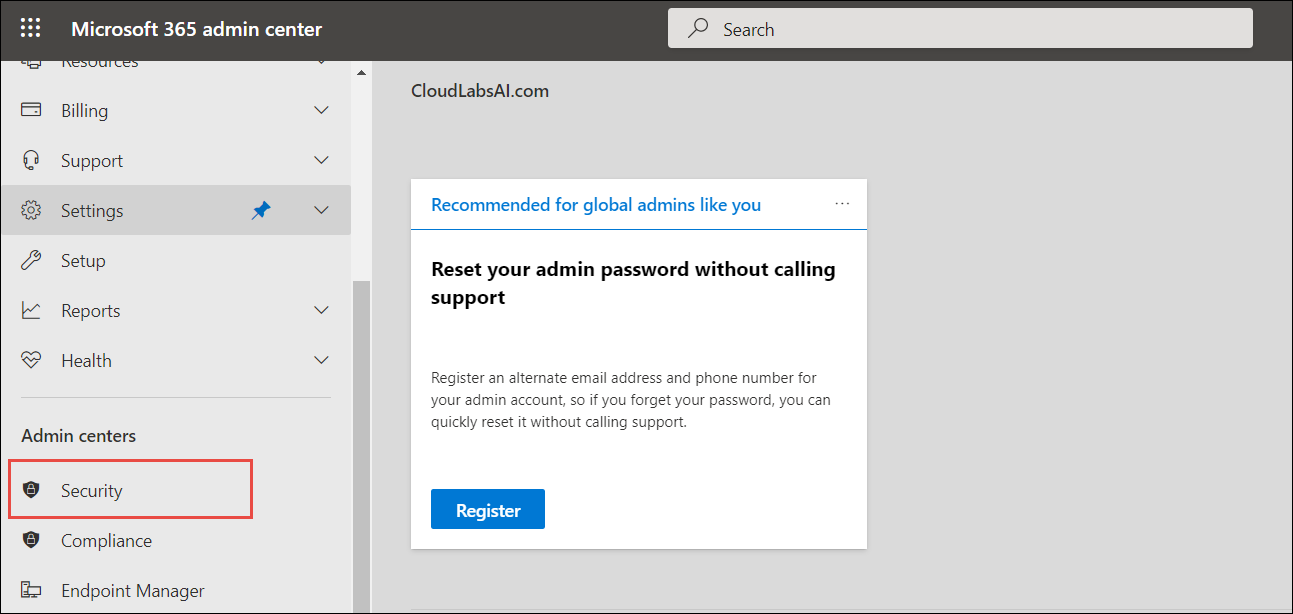 Microsoft 365 admin center
Search
Resources
Billing
Support
Settings
Setup
Reports
Health
Admin centers
Security
Compliance
Endpoint Manager
CloudLabsAI.com
Recommended for global admins like you
Reset your admin password without calling
support
Register an alternate email address and phone number for
your admin account, so if you forget your password, you can
quickly reset it without calling support.
Register